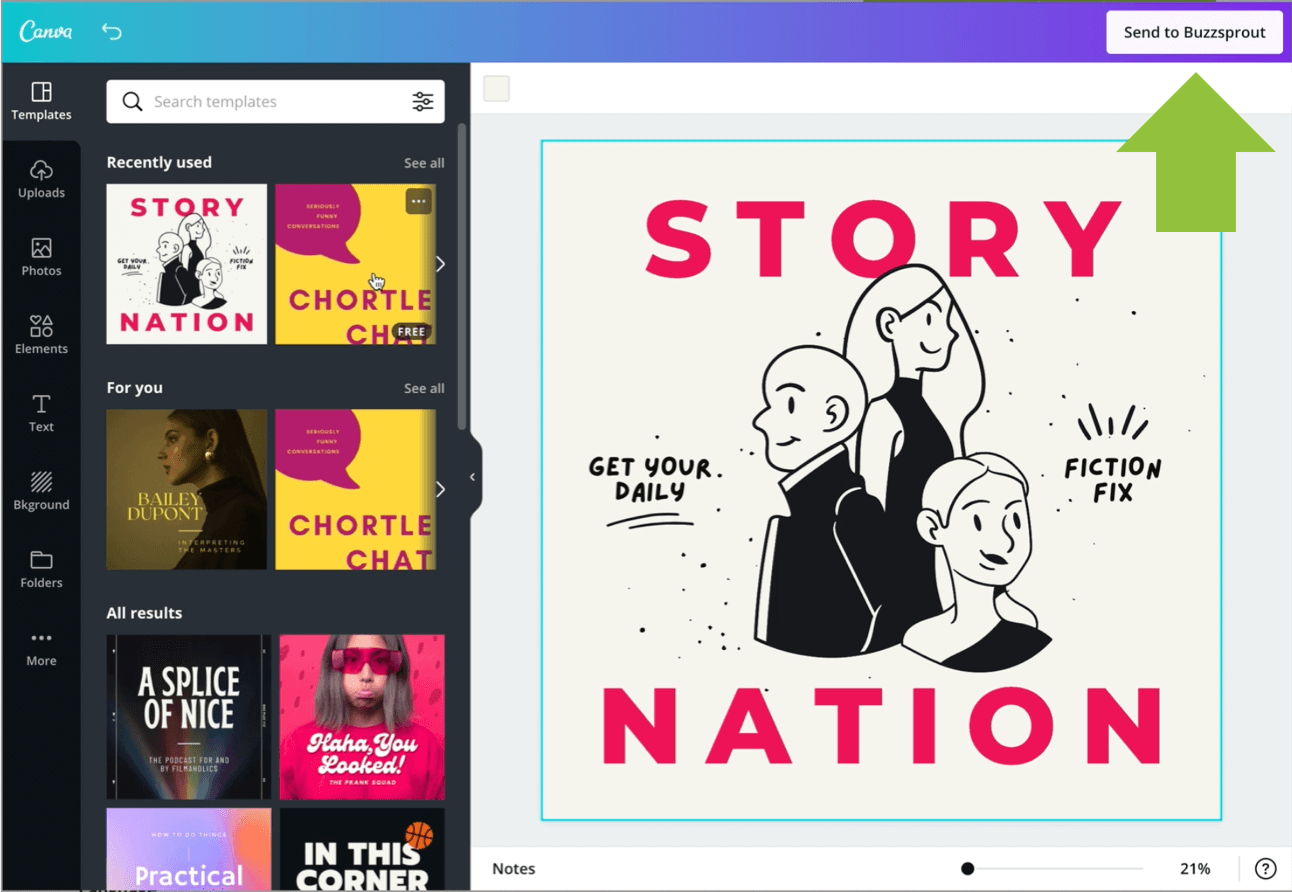 Canva
Send to Buzzsprout
Templates
Uploads
Photos
Elements
Text
Bkground
Folders
More
Search templates
Recently used
See all
STORY
GET YOUR
DAILY
FICTION
FIX
NATION
SERIOUSLY
FUNNY
CONVERSATIONS
CHORTLE
CHAT
FREE
For you
See all
BAILEY
DUPONT
INTERPRETING
THE MASTERS
SERIOUSLY
FUNNY
CONVERSATIONS
CHORTLE
CHAT
All results
A SPLICE
OF NICE
THE PODCAST FOR AND
BY FILMAHOLICS
Haha, You
Looked!
THE PRANK SQUAD
HOW TO DO THINGS
Practical
IN THIS
CORNER
STORY
GET YOUR
DAILY
FICTION
FIX
NATION
Notes
21%
?